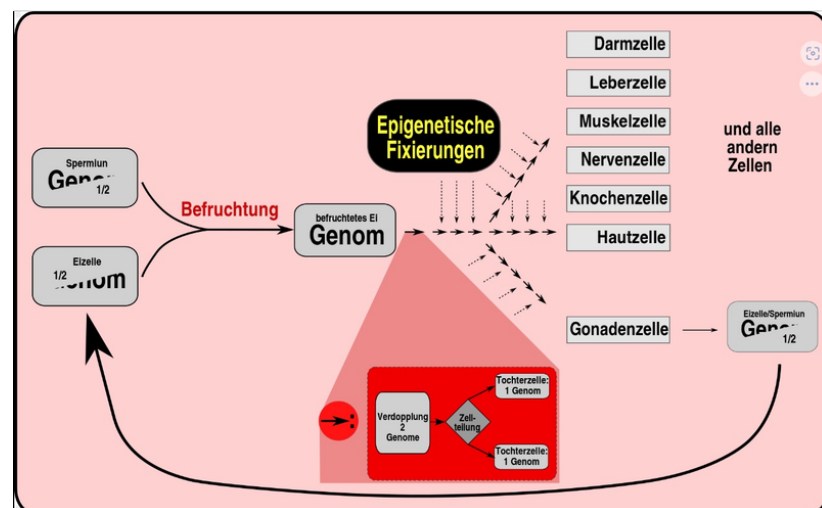 Darmzelle
Leberzelle
Epigenetische
Fixierungen
Muskelzelle
und alle
andern
Zellen
Spermiun
1/2
Nervenzelle
Befruchtung
befruchtetes Ei
Genom
Knochenzelle
Eizelle
1/2
Hautzelle
Gonadenzelle
Eizelle/Spermiun
1/2
Verdopplung
2
Genome
Zell-
teilung
Tochterzelle:
1 Genom
Tochterzelle:
1 Genom